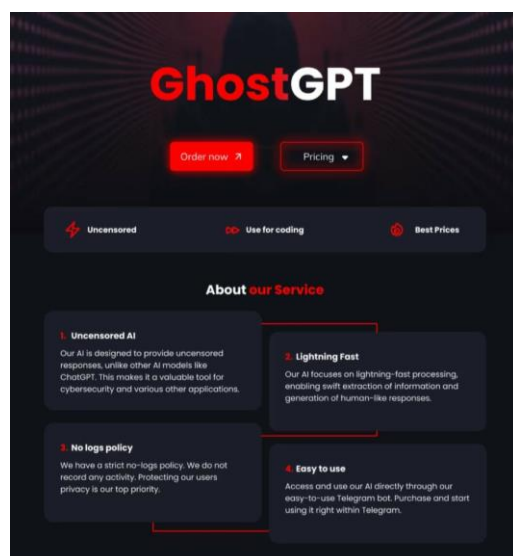 GhostGPT
Order now
Pricing
Uncensored
Use for coding
Best Prices
About our Service
1. Uncensored AI
Our AI is designed to provide uncensored
responses, unlike other AI models like
ChatGPT. This makes it a valuable tool for
cybersecurity and various other applications.
2. Lightning Fast
Our AI focuses on lightning-fast processing,
enabling swift extraction of information and
generation of human-like responses.
3. No logs policy
We have a strict no-logs policy. We do not
record any activity. Protecting our users
privacy is our top priority.
4. Easy to use
Access and use our AI directly through our
easy-to-use Telegram bot. Purchase and start
using it right within Telegram.